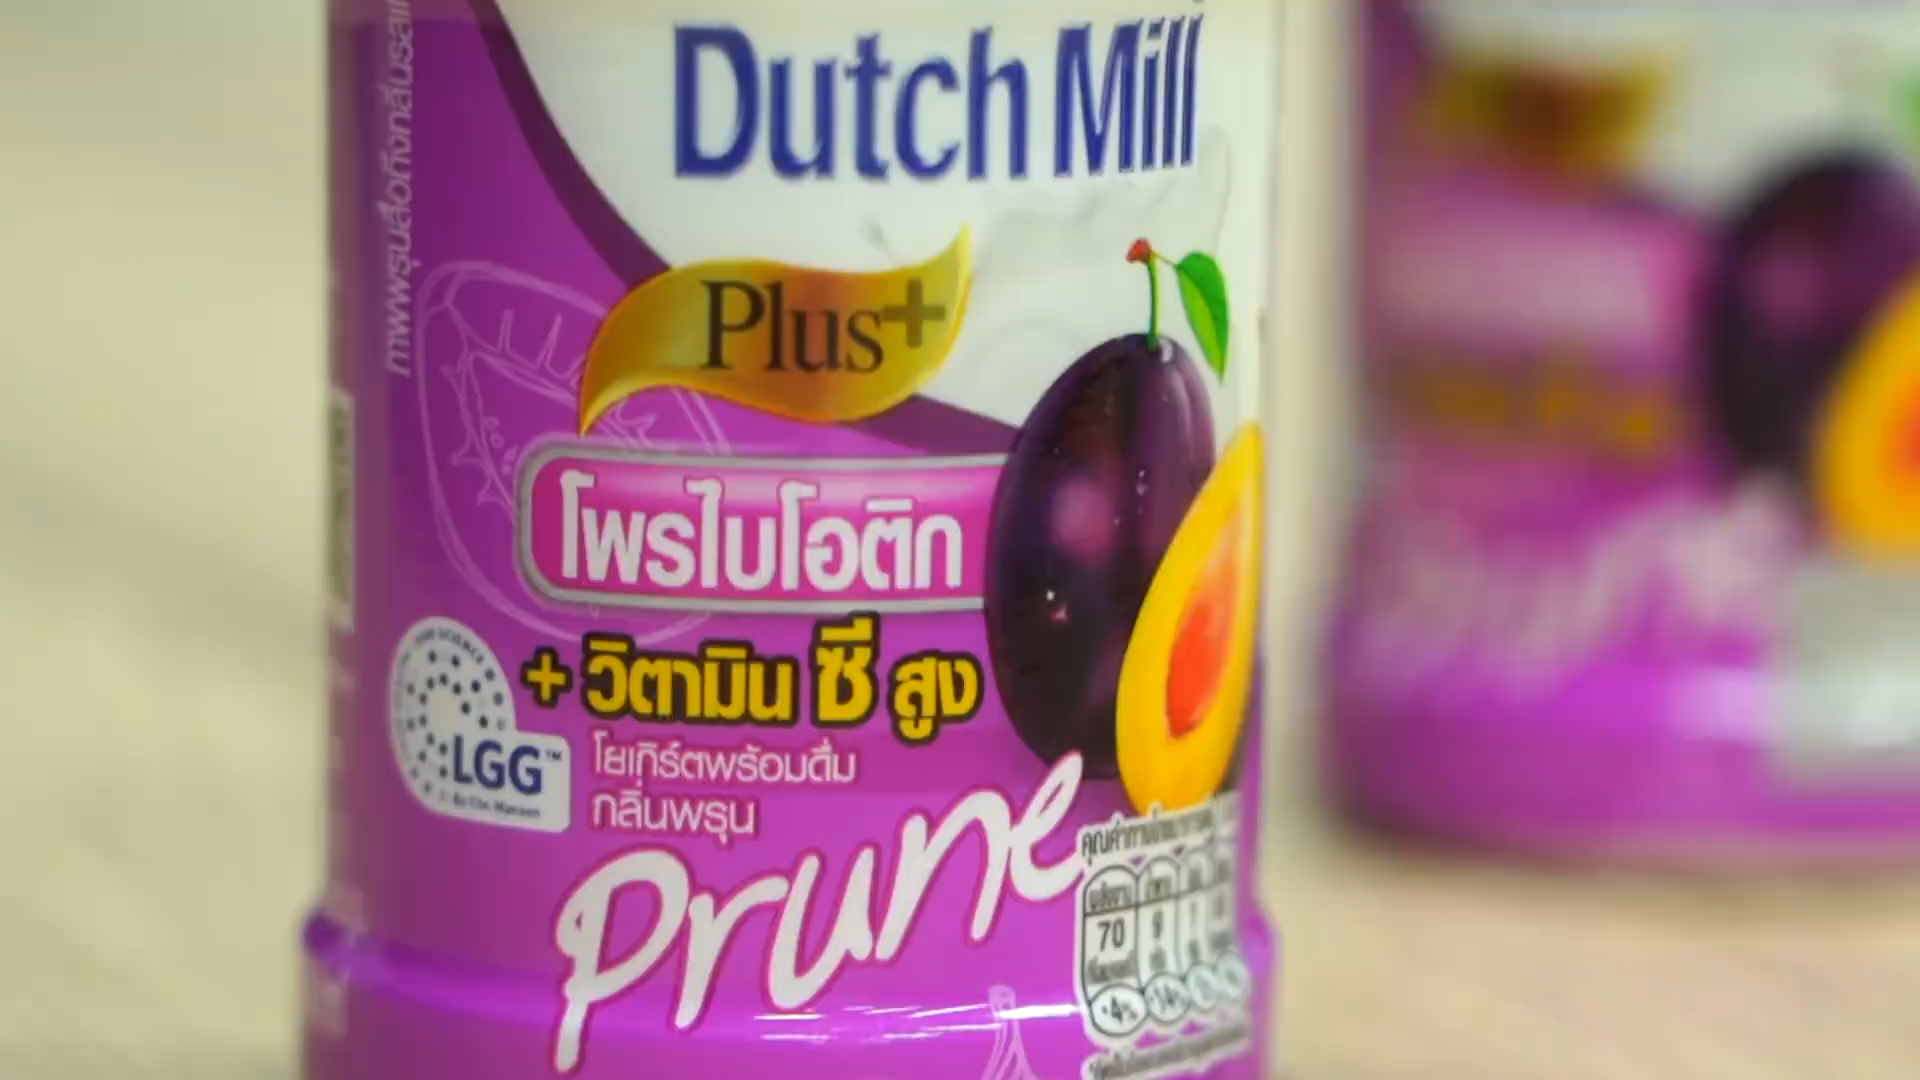 Dutch Mill
Plus+
โพรไบโอติก
+ วิตามิน ซี สูง
LGG™
โยเกิร์ตพร้อมดื่ม
กลิ่นพรุน
Prune
70